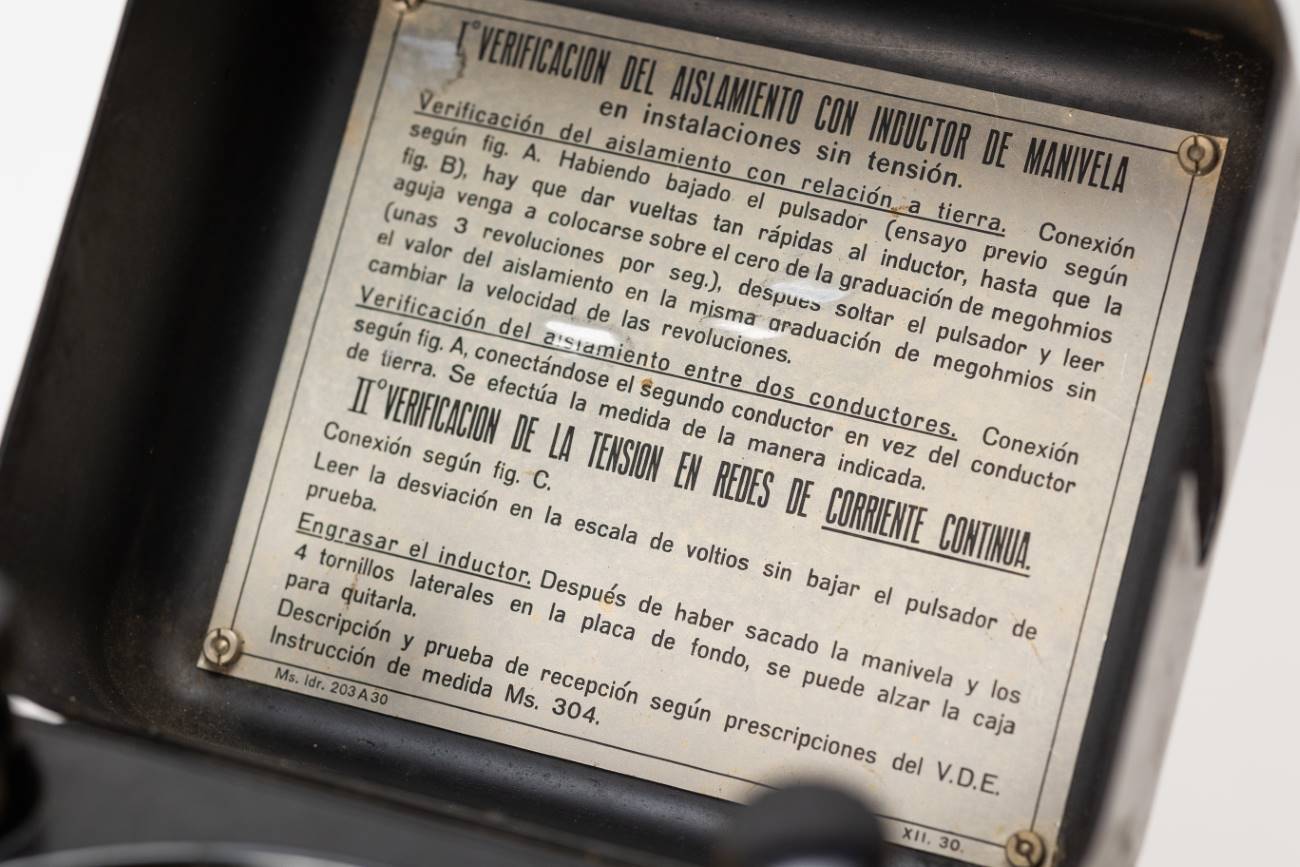 I° VERIFICACION DEL AISLAMIENTO CON INDUCTOR DE MANIVELA
en instalaciones sin tensión.
Verificación del aislamiento con relación a tierra. Conexión
según fig. A. Habiendo bajado el pulsador (ensayo previo según
fig. B), hay que dar vueltas tan rápidas al inductor, hasta que la
aguja venga a colocarse sobre el cero de la graduación de megohmios
(unas 3 revoluciones por seg.), después soltar el pulsador y leer
el valor del aislamiento en la misma graduación de megohmios sin
cambiar la velocidad de las revoluciones.
Verificación del aislamiento entre dos conductores. Conexión
según fig. A, conectándose el segundo conductor en vez del conductor
de tierra. Se efectúa la medida de la manera indicada.
II° VERIFICACION DE LA TENSION EN REDES DE CORRIENTE CONTINUA.
Conexión según fig. C.
Leer la desviación en la escala de voltios sin bajar el pulsador de
prueba.
Engrasar el inductor. Después de haber sacado la manivela y los
4 tornillos laterales en la placa de fondo, se puede alzar la caja
para quitarla.
Descripción y prueba de recepción según prescripciones del V.D.E.
Instrucción de medida Ms. 304.
Ms. Idr. 203 A 30
XII. 30.